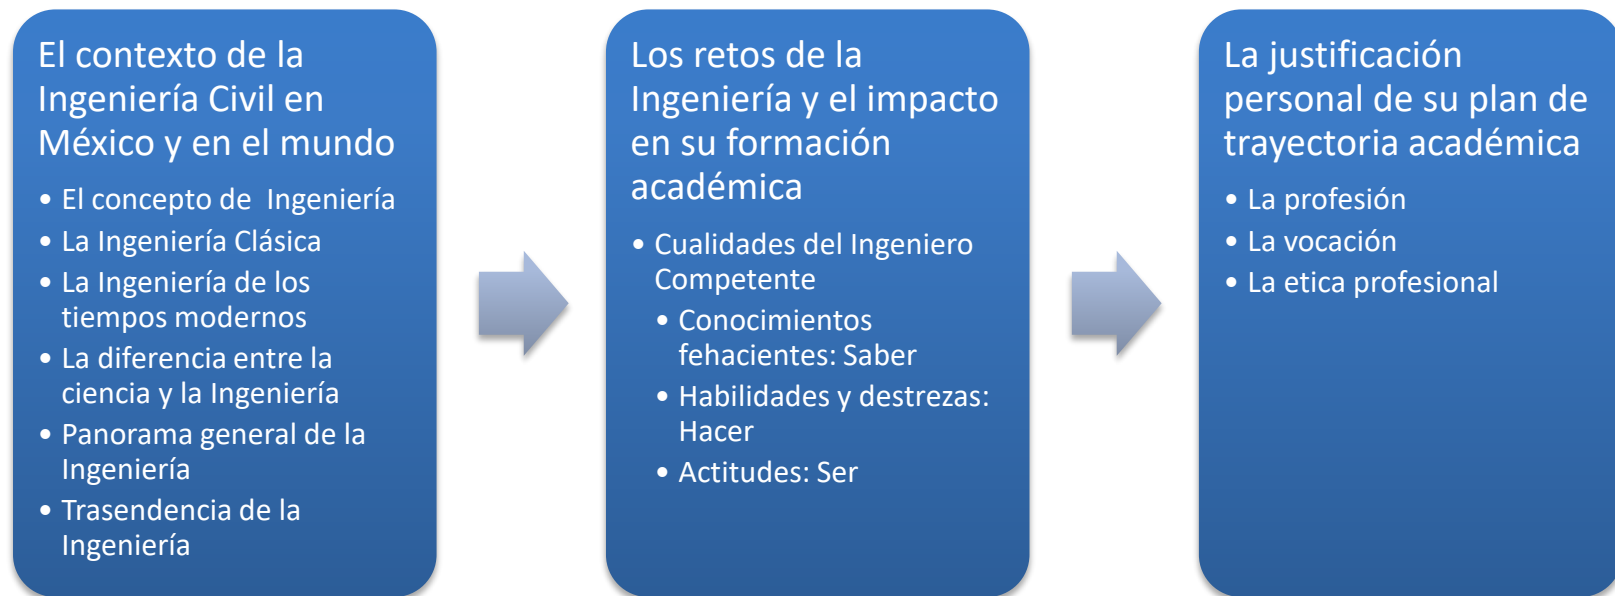 El contexto de la
Ingeniería Civil en
México y en el mundo
• El concepto de  Ingeniería
• La Ingeniería Clásica
• La Ingeniería de los
tiempos modernos
• La diferencia entre la
ciencia y la Ingeniería
• Panorama general de la
Ingeniería
• Trasendencia de la
Ingeniería
Los retos de la
Ingeniería y el impacto
en su formación
académica
• Cualidades del Ingeniero
Competente
• Conocimientos
fehacientes: Saber
• Habilidades y destrezas:
Hacer
• Actitudes: Ser
La justificación
personal de su plan de
trayectoria académica
• La profesión
• La vocación
• La etica profesional